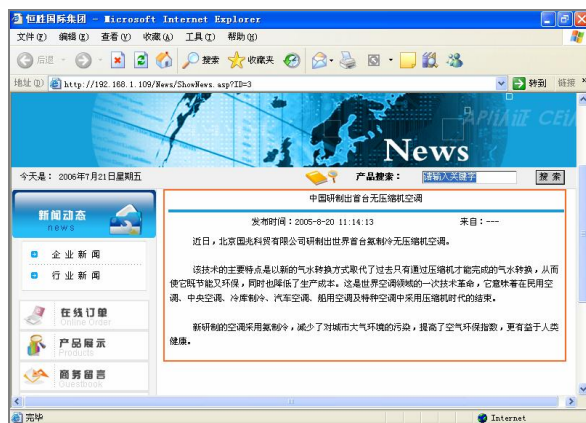 恒胜国际集团 - Microsoft Internet Explorer
文件(F) 编辑(E) 查看(V) 收藏(A) 工具(T) 帮助(H)
后退 搜索 收藏夹
地址(D) http://192.168.1.109/News/ShowNews.asp?ID=3 转到 链接 »
News
今天是： 2006年7月21日星期五 产品搜索： 请输入关键字 搜 索
新闻动态
news
企 业 新 闻
行 业 新 闻
在线订单
Online Order
产品展示
Products
商务留言
Guestbook
中国研制出首台无压缩机空调
发布时间：2005-8-20 11:14:13 来自：---
近日，北京国兆科贸有限公司研制出世界首台氨制冷无压缩机空调。
该技术的主要特点是以新的气水转换方式取代了过去只有通过压缩机才能完成的气水转换，从而
使它既节能又环保，同时也降低了生产成本。这是世界空调领域的一次技术革命，它意味着在民用空
调、中央空调、冷库制冷、汽车空调、船用空调及特种空调中采用压缩机时代的结束。
新研制的空调采用氨制冷，减少了对城市大气环境的污染，提高了空气环保指数，更有益于人类
健康。
完毕 Internet